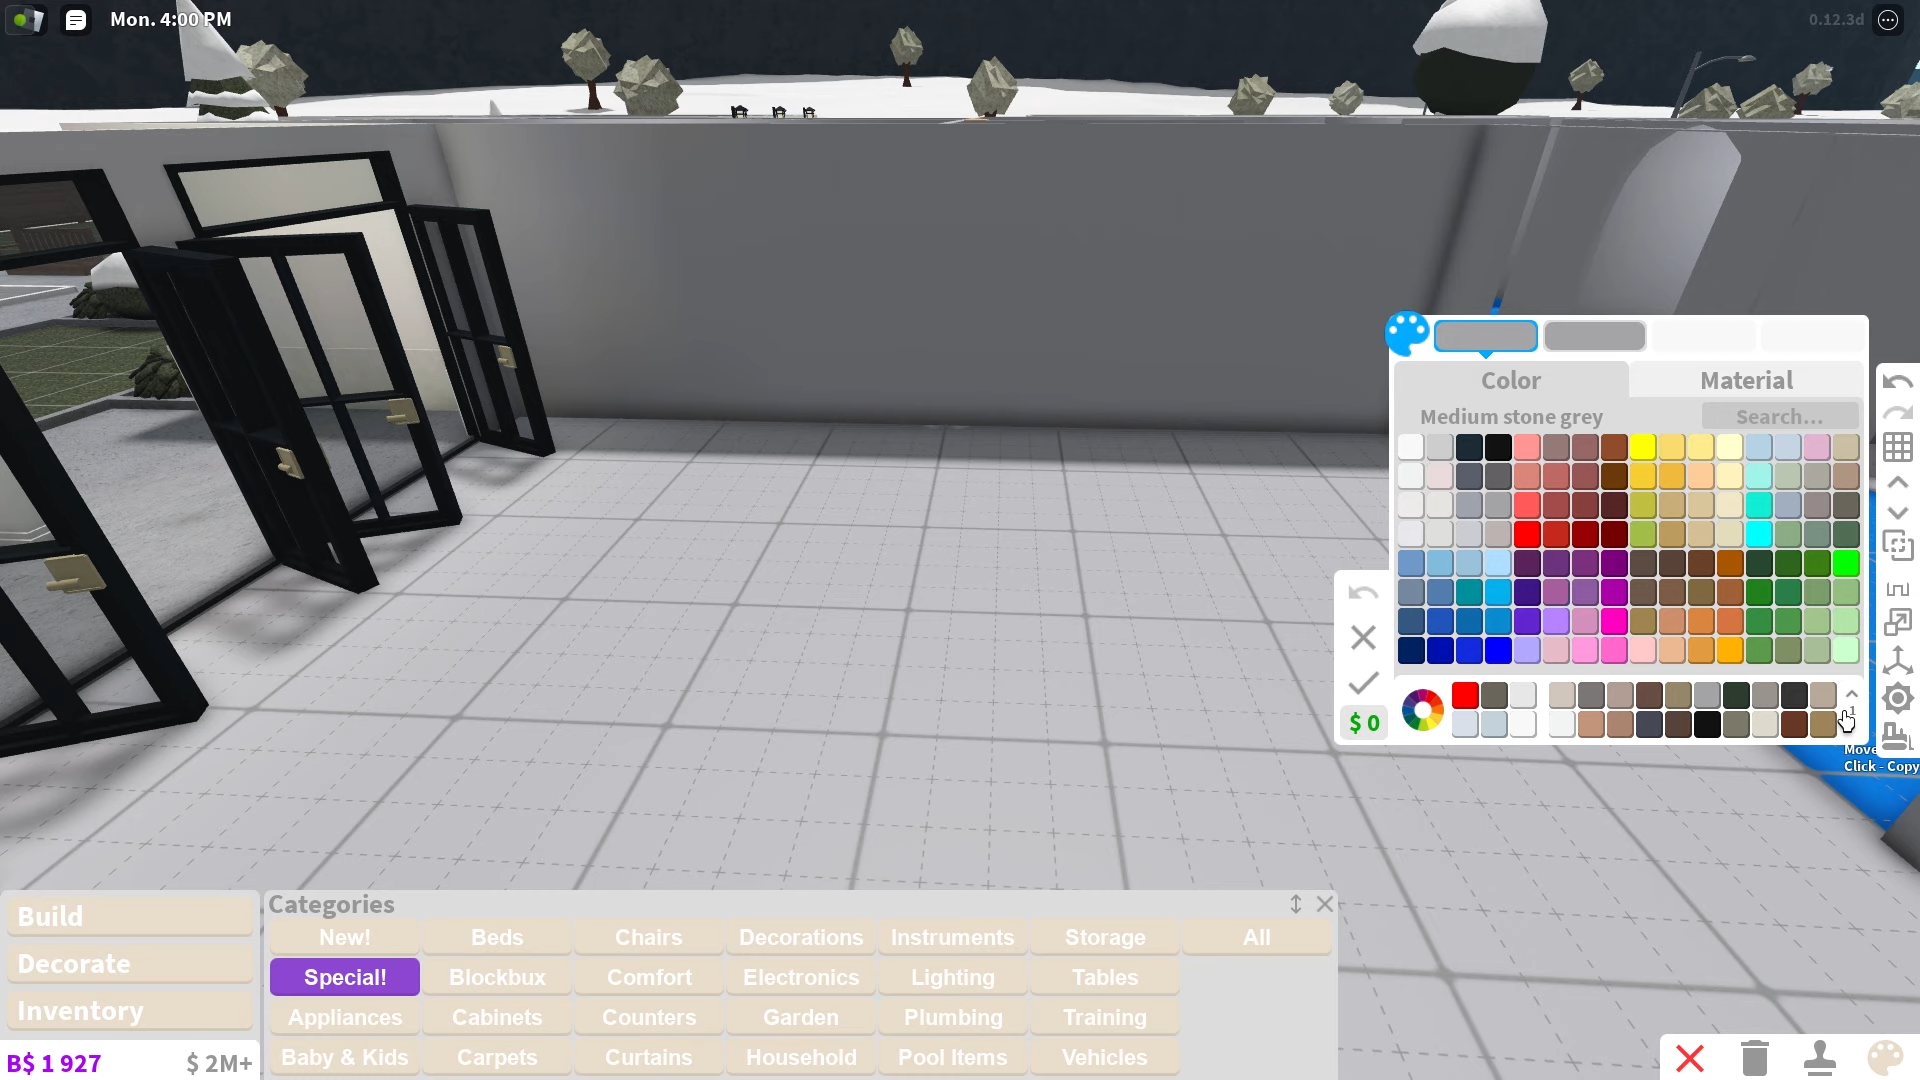 Mon. 4:00 PM
0.12.3d
Color
Material
Medium stone grey
Search...
1
$ 0
Move
Click - Copy
Build
Decorate
Inventory
B$ 1 927
$ 2M+
Categories
New!
Beds
Chairs
Decorations
Instruments
Storage
All
Special!
Blockbux
Comfort
Electronics
Lighting
Tables
Appliances
Cabinets
Counters
Garden
Plumbing
Training
Baby & Kids
Carpets
Curtains
Household
Pool Items
Vehicles